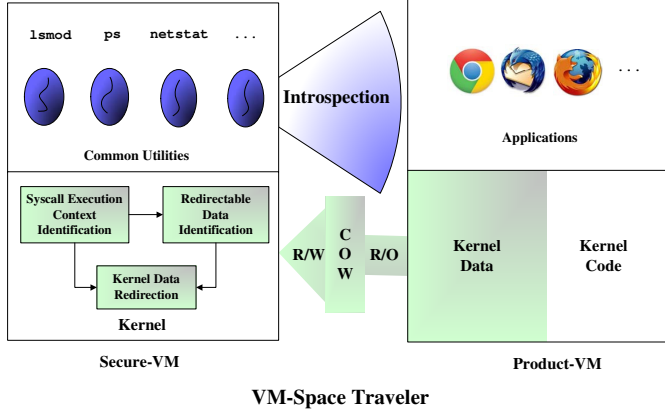 lsmod ps netstat ...
Common Utilities
Introspection
...
Applications
Syscall Execution
Context
Identification
Redirectable
Data
Identification
Kernel Data
Redirection
Kernel
R/W
C
O
W
R/O
Kernel
Data
Kernel
Code
Secure-VM
Product-VM
VM-Space Traveler